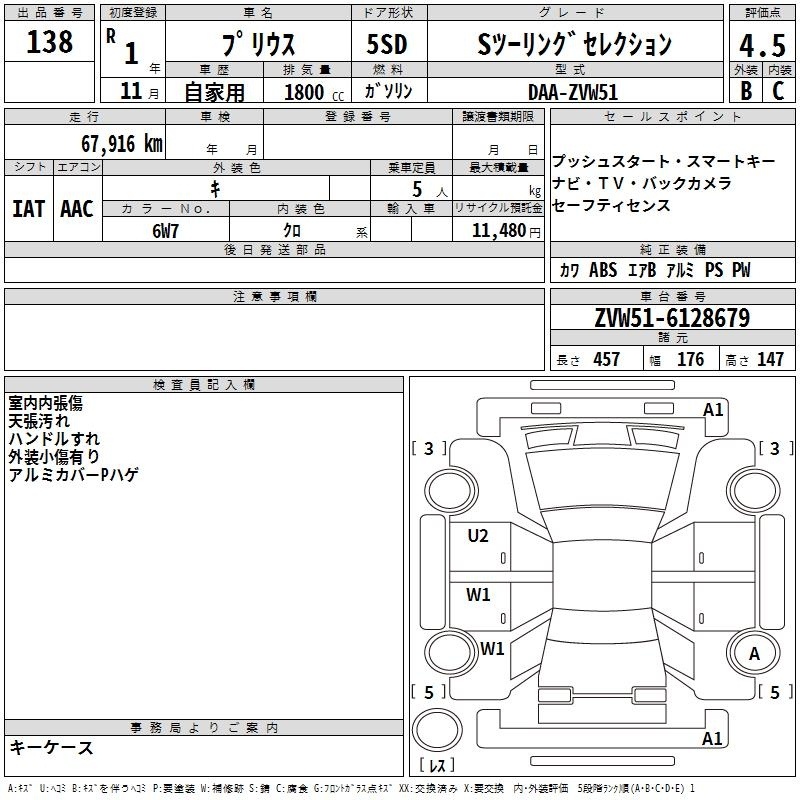 出品番号 初度登録 車名 ドア形状 グレード 評価点
138 R 1 年 プリウス 5SD Sツーリングセレクション 4.5
車歴 排気量 燃料 型式 外装 内装
11 月 自家用 1800 CC ガソリン DAA-ZVW51 B C
走行 車検 登録番号 譲渡書類期限 セールスポイント
67,916 km 年 月 月 日
シフト エアコン 外装色 乗車定員 最大積載量
プッシュスタート・スマートキー
IAT AAC キ 5 人 kg
ナビ・TV・バックカメラ
カラーNo. 内装色 輸入車 リサイクル預託金
セーフティセンス
6W7 クロ 系 11,480 円
後日発送部品 純正装備
カワ ABS エアB アルミ PS PW
注意事項欄 車台番号
ZVW51-6128679
諸元
長さ 457 幅 176 高さ 147
検査員記入欄
室内内張傷
天張汚れ
ハンドルすれ
外装小傷有り
アルミカバーPハゲ
A1
[ 3 ] [ 3 ]
U2
W1
W1 A
[ 5 ] [ 5 ]
A1
[ レス ]
事務局よりご案内
キーケース
A:キズ U:ヘコミ B:キズを伴うヘコミ P:要塗装 W:補修跡 S:錆 C:腐食 G:フロントガラス点キズ XX:交換済み X:要交換 内・外装評価 5段階ランク順(A・B・C・D・E) 1